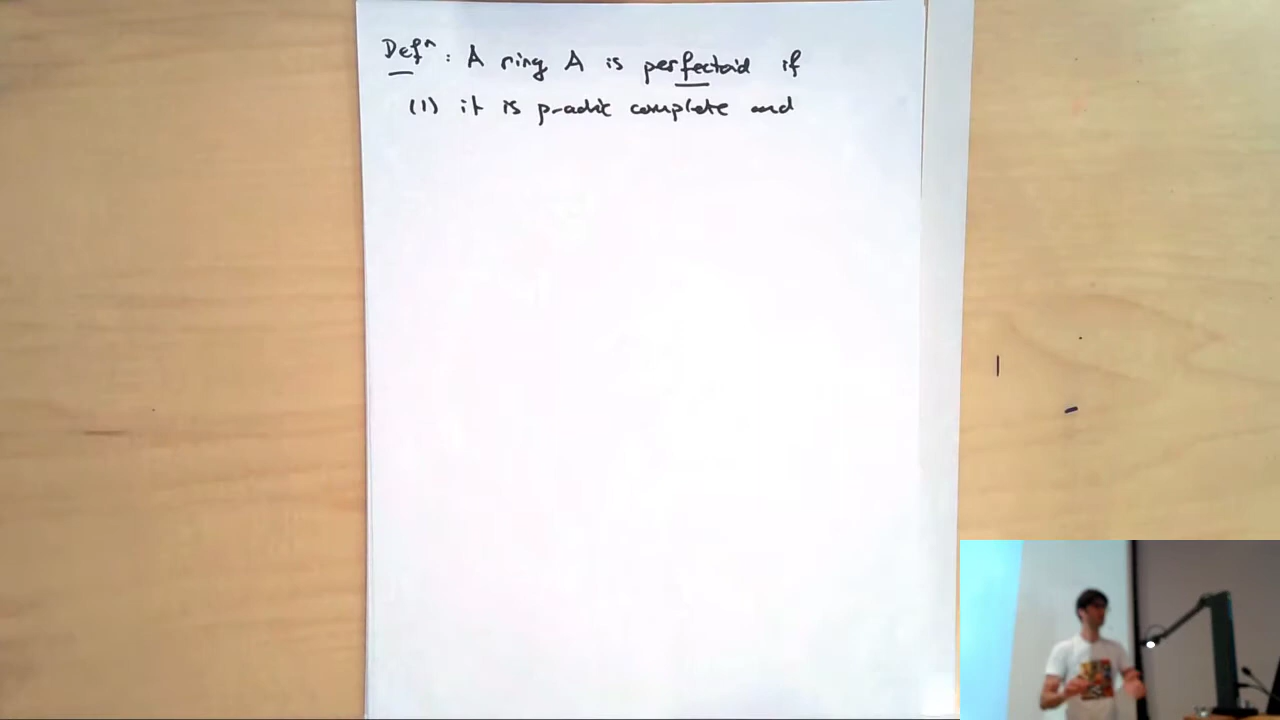 Defⁿ: A ring A is perfectoid if
(1) it is p-adic complete and